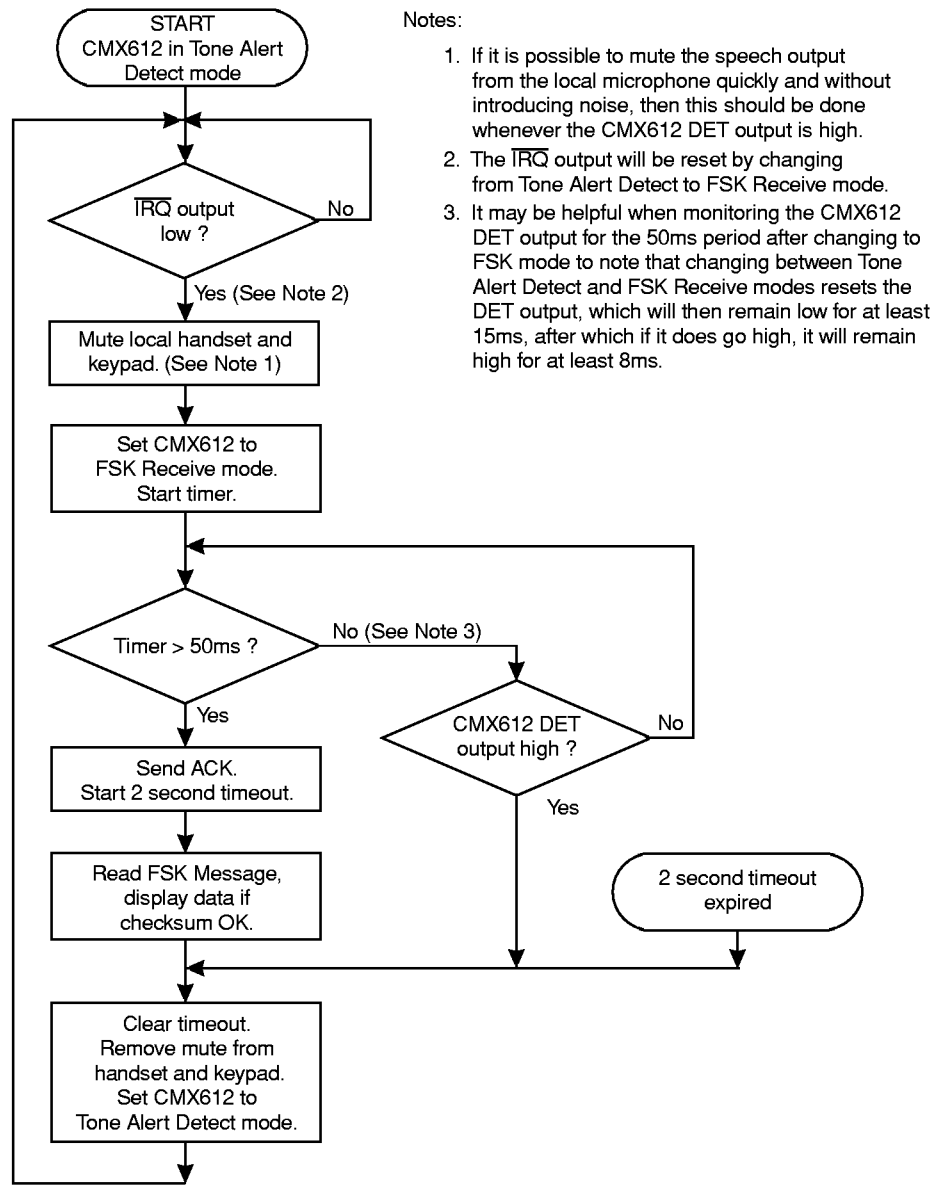 START
CMX612 in Tone Alert
Detect mode
Notes:
1. If it is possible to mute the speech output
from the local microphone quickly and without
introducing noise, then this should be done
whenever the CMX612 DET output is high.
2. The I̅R̅Q̅ output will be reset by changing
from Tone Alert Detect to FSK Receive mode.
3. It may be helpful when monitoring the CMX612
DET output for the 50ms period after changing to
FSK mode to note that changing between Tone
Alert Detect and FSK Receive modes resets the
DET output, which will then remain low for at least
15ms, after which if it does go high, it will remain
high for at least 8ms.
I̅R̅Q̅ output
low ?
No
Yes (See Note 2)
Mute local handset and
keypad. (See Note 1)
Set CMX612 to
FSK Receive mode.
Start timer.
Timer > 50ms ?
No (See Note 3)
Yes
CMX612 DET
output high ?
No
Yes
Send ACK.
Start 2 second timeout.
Read FSK Message,
display data if
checksum OK.
2 second timeout
expired
Clear timeout.
Remove mute from
handset and keypad.
Set CMX612 to
Tone Alert Detect mode.